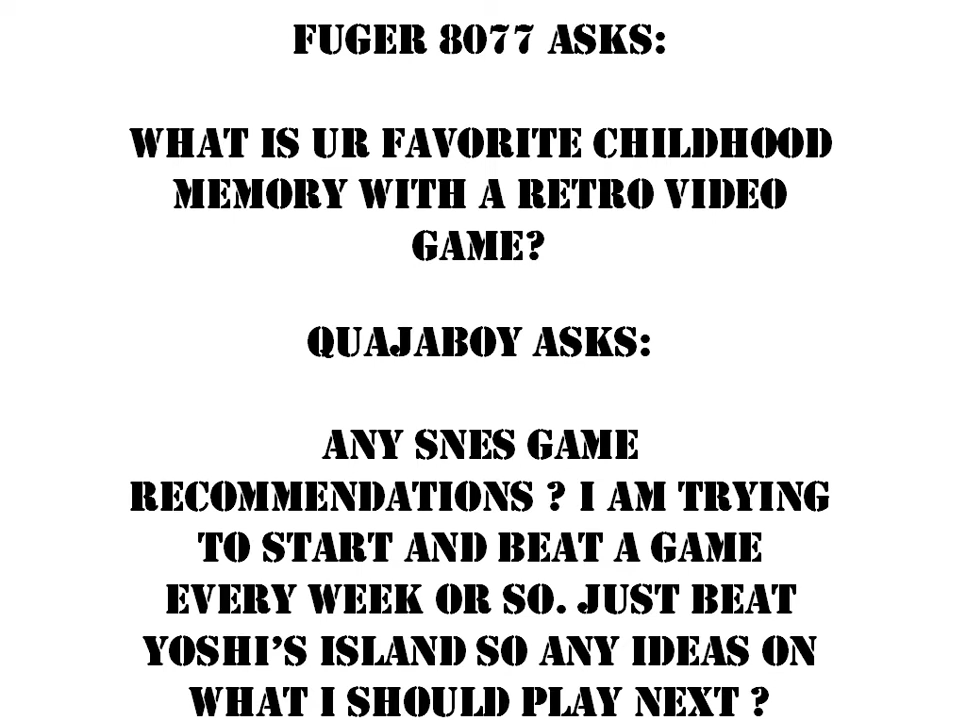 FUGER 8077 ASKS:
WHAT IS UR FAVORITE CHILDHOOD
MEMORY WITH A RETRO VIDEO
GAME?
QUAJABOY ASKS:
ANY SNES GAME
RECOMMENDATIONS ? I AM TRYING
TO START AND BEAT A GAME
EVERY WEEK OR SO. JUST BEAT
YOSHI'S ISLAND SO ANY IDEAS ON
WHAT I SHOULD PLAY NEXT ?